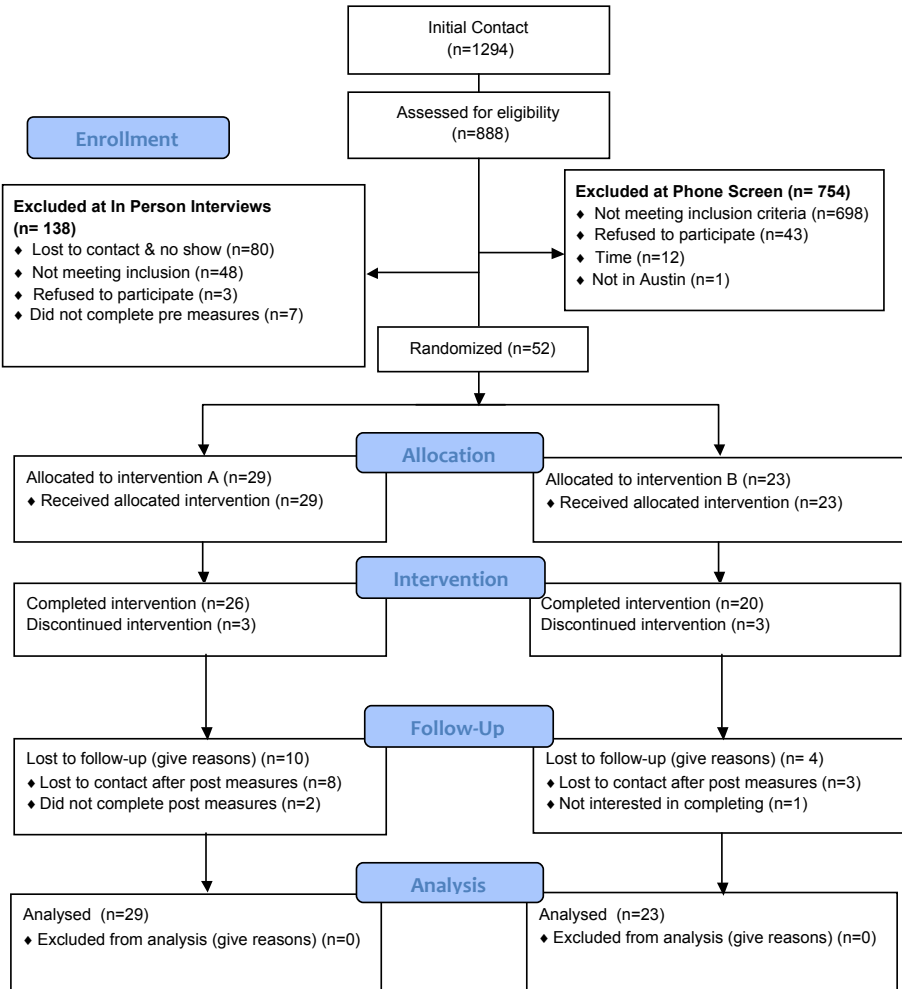 Initial Contact
(n=1294)
Assessed for eligibility
(n=888)
Enrollment
Excluded at In Person Interviews
(n= 138)
♦ Lost to contact & no show (n=80)
♦ Not meeting inclusion (n=48)
♦ Refused to participate (n=3)
♦ Did not complete pre measures (n=7)
Excluded at Phone Screen (n= 754)
♦ Not meeting inclusion criteria (n=698)
♦ Refused to participate (n=43)
♦ Time (n=12)
♦ Not in Austin (n=1)
Randomized (n=52)
Allocation
Allocated to intervention A (n=29)
♦ Received allocated intervention (n=29)
Allocated to intervention B (n=23)
♦ Received allocated intervention (n=23)
Intervention
Completed intervention (n=26)
Discontinued intervention (n=3)
Completed intervention (n=20)
Discontinued intervention (n=3)
Follow-Up
Lost to follow-up (give reasons) (n=10)
♦ Lost to contact after post measures (n=8)
♦ Did not complete post measures (n=2)
Lost to follow-up (give reasons) (n= 4)
♦ Lost to contact after post measures (n=3)
♦ Not interested in completing (n=1)
Analysis
Analysed (n=29)
♦ Excluded from analysis (give reasons) (n=0)
Analysed (n=23)
♦ Excluded from analysis (give reasons) (n=0)